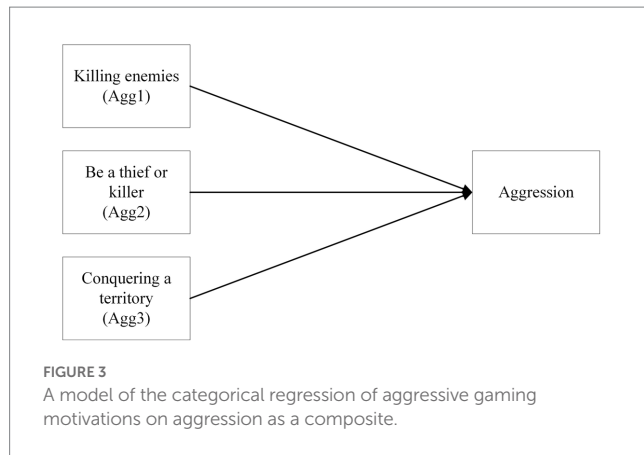 Killing enemies
(Agg1)
Be a thief or
killer
(Agg2)
Aggression
Conquering a
territory
(Agg3)
FIGURE 3
A model of the categorical regression of aggressive gaming
motivations on aggression as a composite.